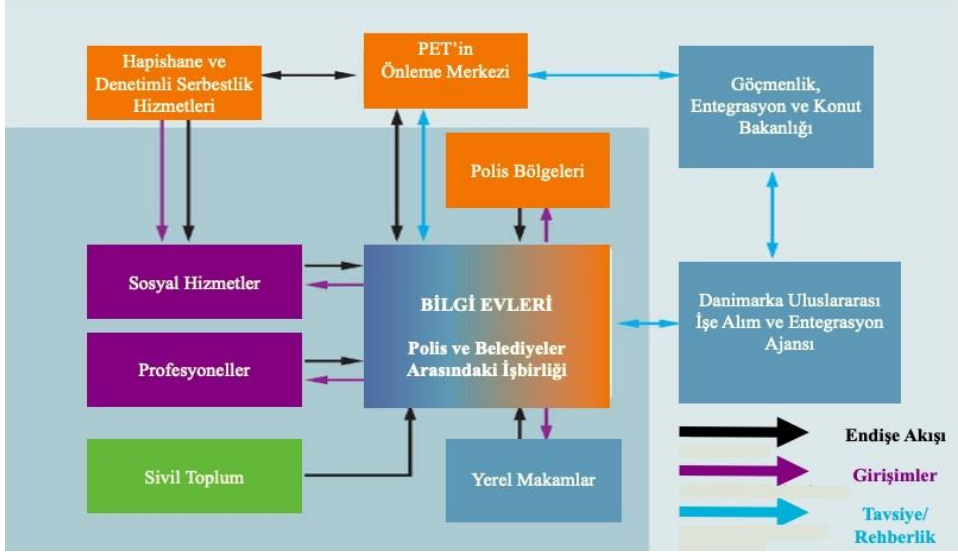 Hapishane ve
Denetimli Serbestlik
Hizmetleri
PET'in
Önleme Merkezi
Göçmenlik,
Entegrasyon ve Konut
Bakanlığı
Polis Bölgeleri
Sosyal Hizmetler
BİLGİ EVLERİ
Polis ve Belediyeler
Arasındaki İşbirliği
Danimarka Uluslararası
İşe Alım ve Entegrasyon
Ajansı
Profesyoneller
Sivil Toplum
Yerel Makamlar
Endişe Akışı
Girişimler
Tavsiye/
Rehberlik